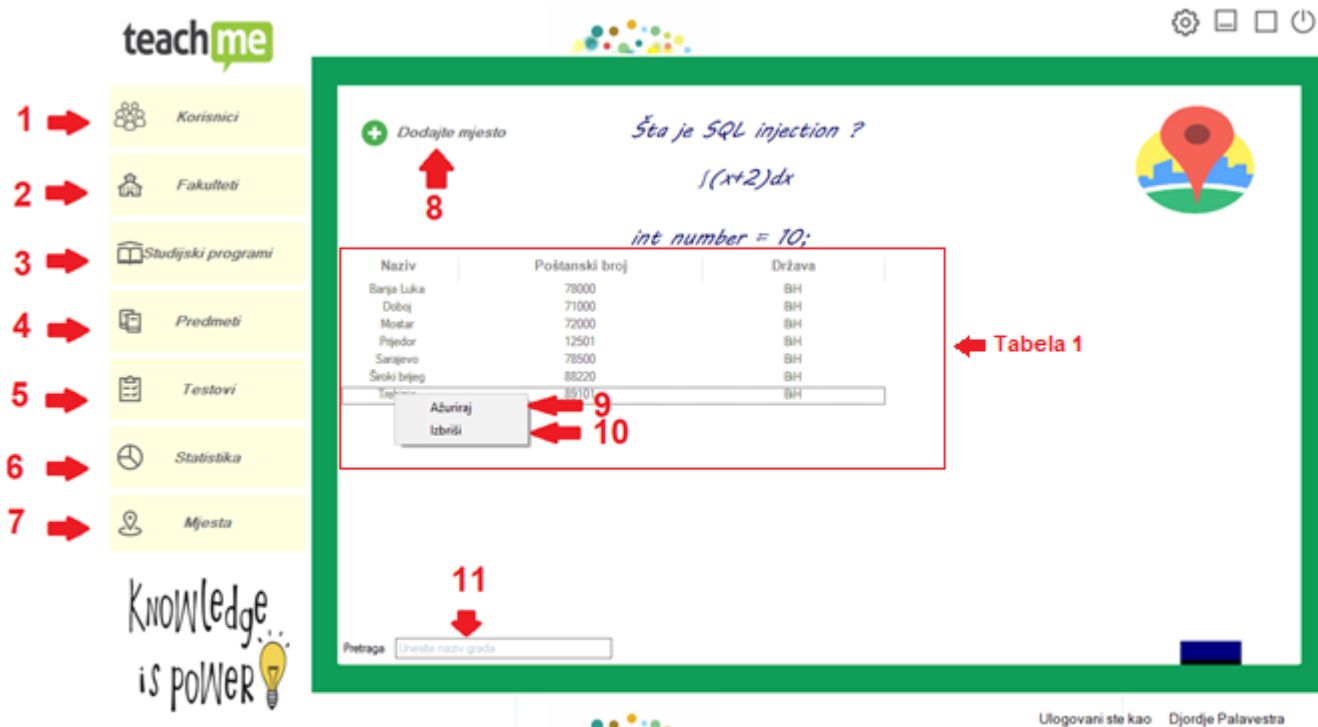 teach me
1 Korisnici
2 Fakulteti
3 Studijski programi
4 Predmeti
5 Testovi
6 Statistika
7 Mjesta
Knowledge
is poweR
Dodajte mjesto
8
Šta je SQL injection ?
∫(x+2)dx
int number = 10;
Naziv Poštanski broj Država
Banja Luka 78000 BiH
Doboj 71000 BiH
Mostar 72000 BiH
Prijedor 12501 BiH
Sarajevo 78500 BiH
Široki brijeg 88220 BiH
89101 BiH
Ažuriraj 9
Izbriši 10
Tabela 1
11
Pretraga Unesite naziv grada
Ulogovani ste kao Djordje Palavestra